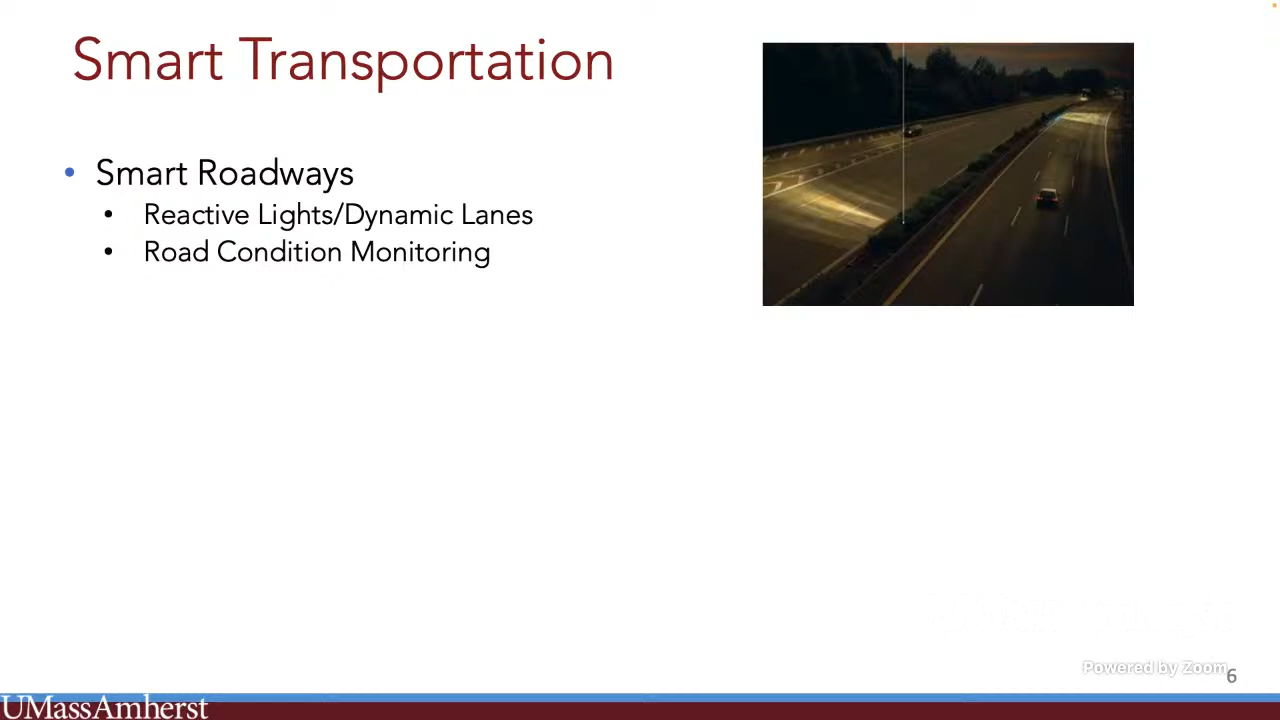 Smart Transportation
• Smart Roadways
• Reactive Lights/Dynamic Lanes
• Road Condition Monitoring
Powered by Zoom
6
UMassAmherst